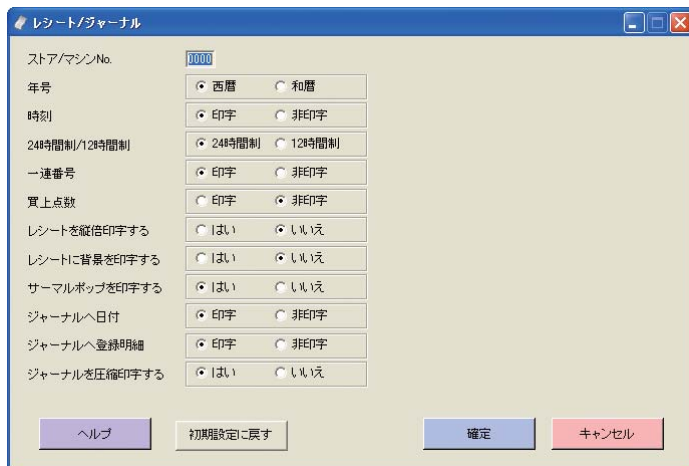 レシート/ジャーナル
ストア/マシンNo. 0000
年号 西暦 和暦
時刻 印字 非印字
24時間制/12時間制 24時間制 12時間制
一連番号 印字 非印字
買上点数 印字 非印字
レシートを縦倍印字する はい いいえ
レシートに背景を印字する はい いいえ
サーマルポップを印字する はい いいえ
ジャーナルへ日付 印字 非印字
ジャーナルへ登録明細 印字 非印字
ジャーナルを圧縮印字する はい いいえ
ヘルプ 初期設定に戻す 確定 キャンセル